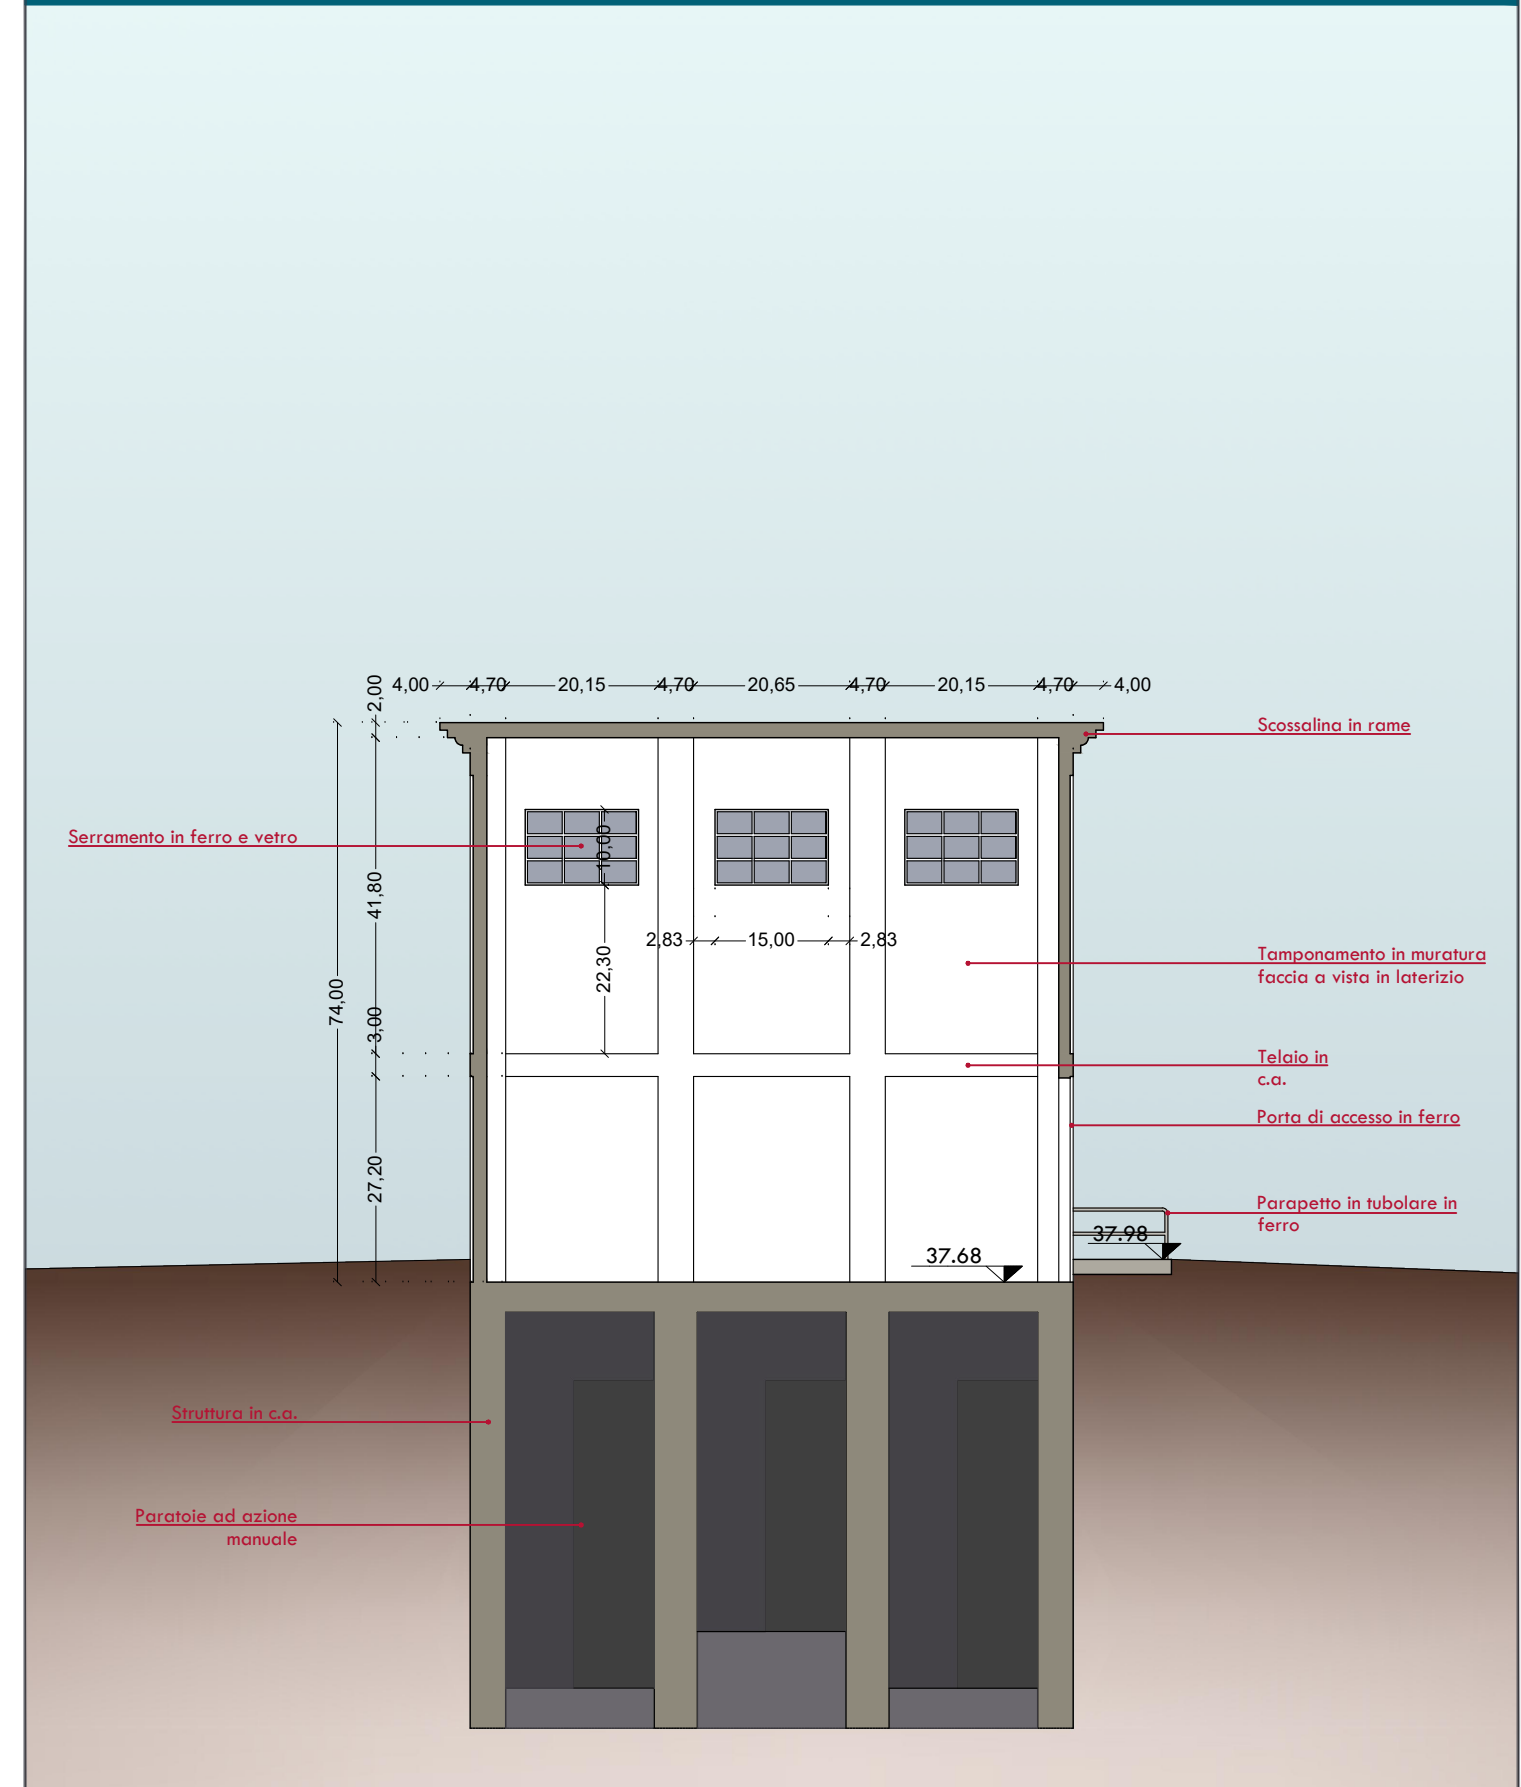 4,00 4,70 20,15 4,70 20,65 4,70 20,15 4,70 4,00
2,00
Scossalina in rame
Serramento in ferro e vetro
10,00
41,80
2,83 15,00 2,83
22,30
Tamponamento in muratura
faccia a vista in laterizio
74,00
3,00
Telaio in
c.a.
Porta di accesso in ferro
27,20
Parapetto in tubolare in
ferro
37.98
37.68
Struttura in c.a.
Paratoie ad azione
manuale